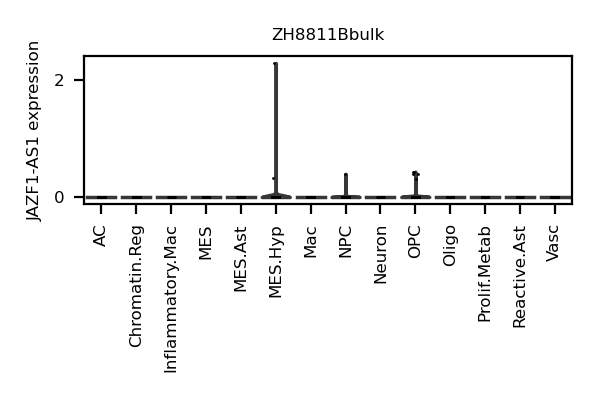 ZH8811Bbulk
JAZF1-AS1 expression
2
0
AC
Chromatin.Reg
Inflammatory.Mac
MES
MES.Ast
MES.Hyp
Mac
NPC
Neuron
OPC
Oligo
Prolif.Metab
Reactive.Ast
Vasc